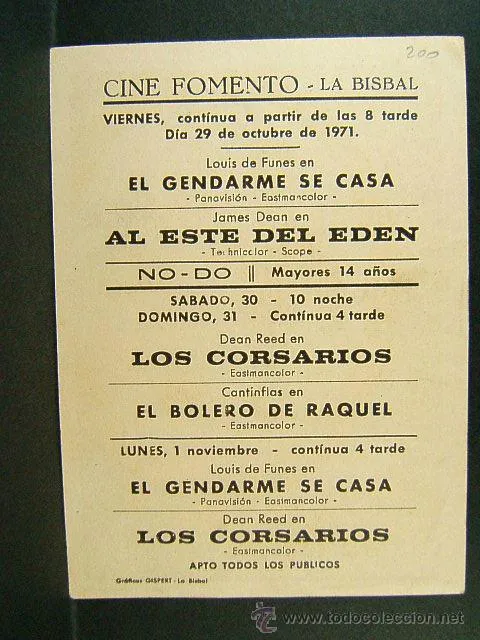 200
CINE FOMENTO - LA BISBAL
VIERNES, contínua a partir de las 8 tarde
Día 29 de octubre de 1971.
Louis de Funes en
EL GENDARME SE CASA
- Panavisión - Eastmancolor -
James Dean en
AL ESTE DEL EDEN
- Technicolor - Scope -
NO-DO || Mayores 14 años
SABADO, 30 - 10 noche
DOMINGO, 31 - Contínua 4 tarde
Dean Reed en
LOS CORSARIOS
- Eastmancolor -
Cantinflas en
EL BOLERO DE RAQUEL
- Eastmancolor -
LUNES, 1 noviembre - contínua 4 tarde
Louis de Funes en
EL GENDARME SE CASA
- Panavisión - Eastmancolor -
Dean Reed en
LOS CORSARIOS
- Eastmancolor -
APTO TODOS LOS PUBLICOS
Gráficas GISPERT - La Bisbal
todocoleccion
www.todocoleccion.net